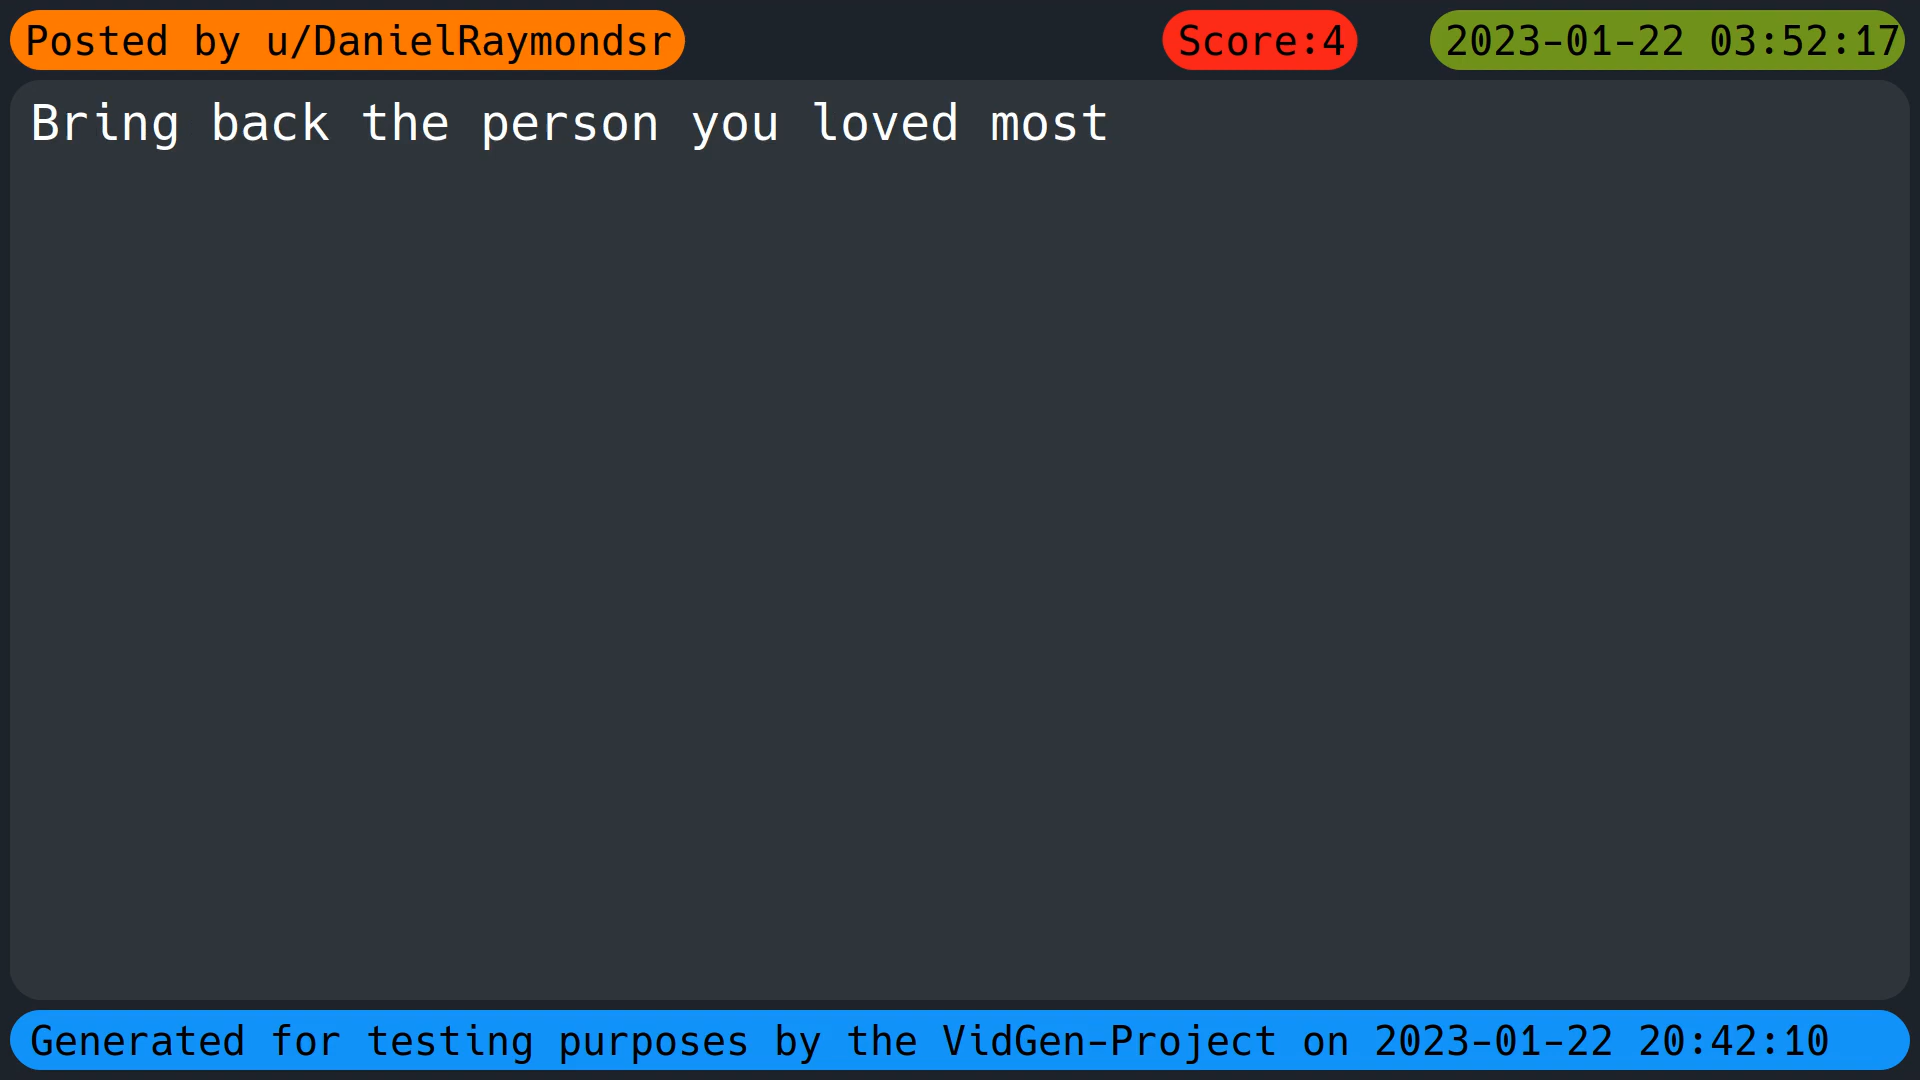 Posted by u/DanielRaymondsr
Score:4
2023-01-22 03:52:17
Bring back the person you loved most
Generated for testing purposes by the VidGen-Project on 2023-01-22 20:42:10